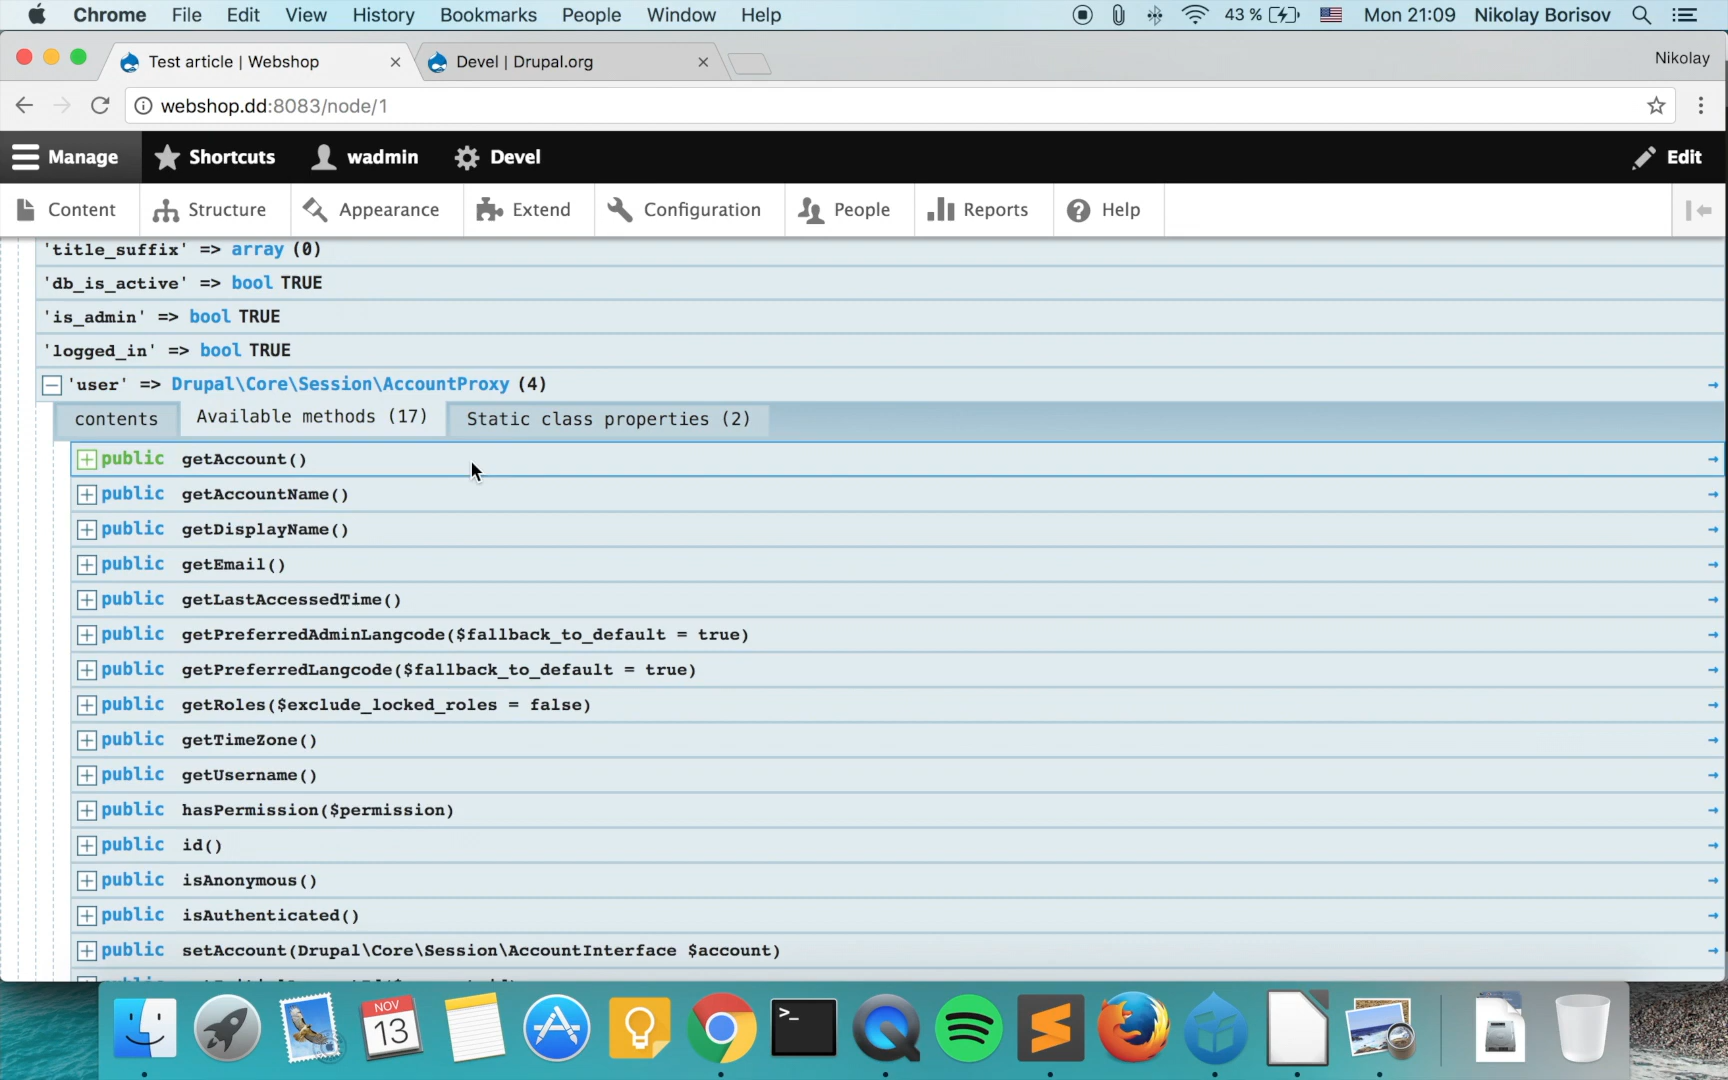 Chrome File Edit View History Bookmarks People Window Help 43 % Mon 21:09 Nikolay Borisov
Test article | Webshop Devel | Drupal.org Nikolay
webshop.dd:8083/node/1
Manage Shortcuts wadmin Devel Edit
Content Structure Appearance Extend Configuration People Reports Help
'title_suffix' => array (0)
'db_is_active' => bool TRUE
'is_admin' => bool TRUE
'logged_in' => bool TRUE
'user' => Drupal\Core\Session\AccountProxy (4)
contents Available methods (17) Static class properties (2)
public getAccount()
public getAccountName()
public getDisplayName()
public getEmail()
public getLastAccessedTime()
public getPreferredAdminLangcode($fallback_to_default = true)
public getPreferredLangcode($fallback_to_default = true)
public getRoles($exclude_locked_roles = false)
public getTimeZone()
public getUsername()
public hasPermission($permission)
public id()
public isAnonymous()
public isAuthenticated()
public setAccount(Drupal\Core\Session\AccountInterface $account)
NOV
13
>_